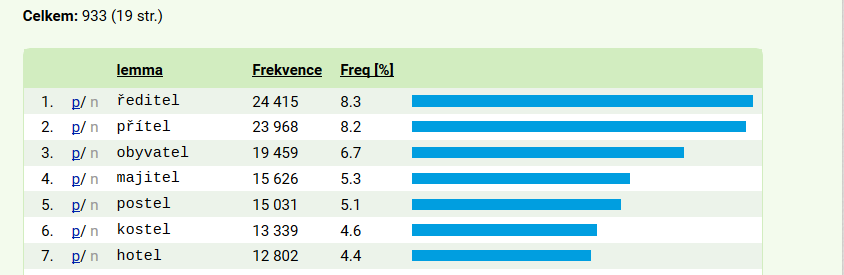 Celkem: 933 (19 str.)
lemma Frekvence Freq [%]
1. p/ n ředitel 24 415 8.3
2. p/ n přítel 23 968 8.2
3. p/ n obyvatel 19 459 6.7
4. p/ n majitel 15 626 5.3
5. p/ n postel 15 031 5.1
6. p/ n kostel 13 339 4.6
7. p/ n hotel 12 802 4.4